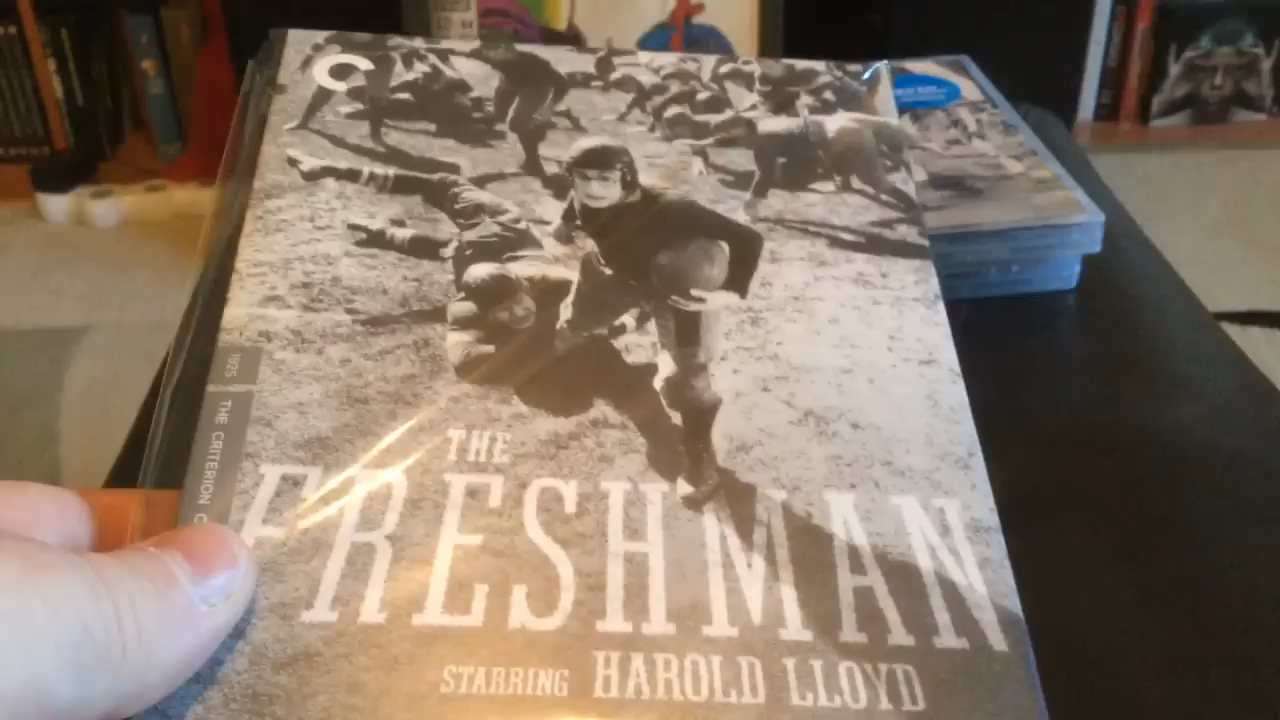 1925
THE CRITERION C
THE
FRESHMAN
STARRING HAROLD LLOYD